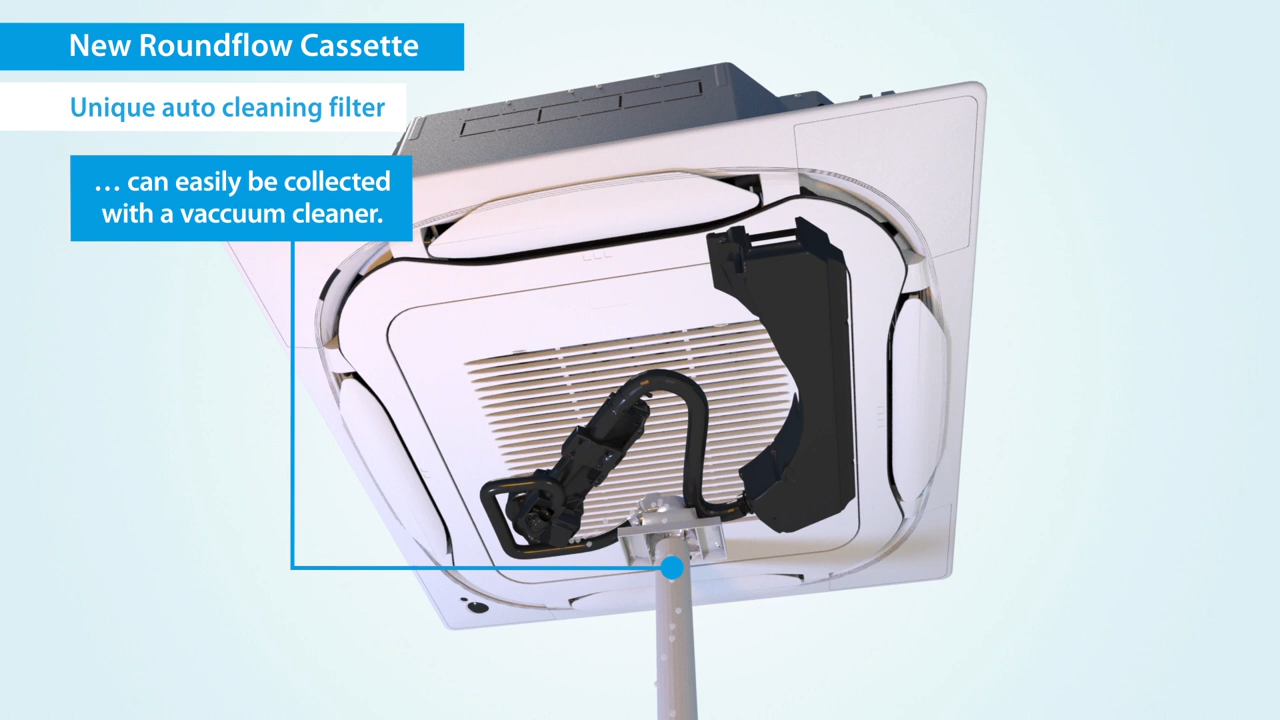 New Roundflow Cassette
Unique auto cleaning filter
… can easily be collected
with a vaccuum cleaner.